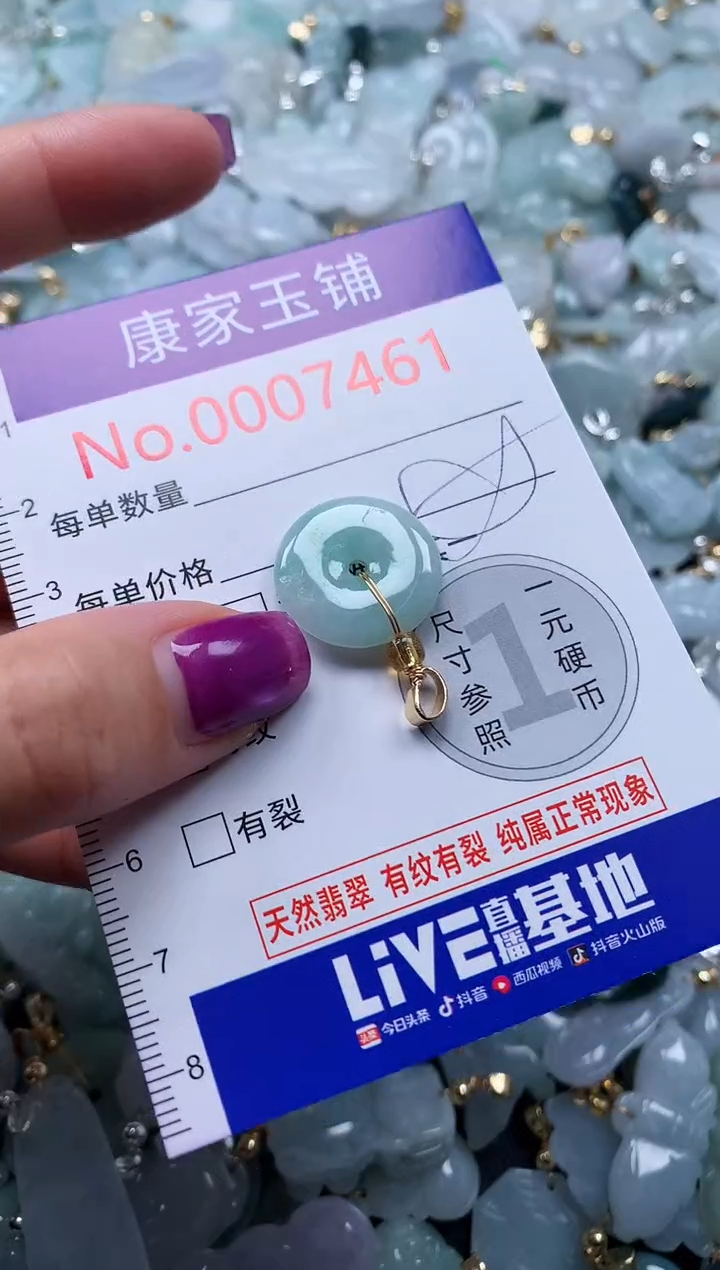 康家玉铺
No.0007461
1
2
每单数量
3
每单价格
尺寸参照
1
一元硬币
有裂
6
天然翡翠 有纹有裂 纯属正常现象
7
LiVE直播基地
头条 今日头条 抖音 西瓜视频 抖音火山版
8